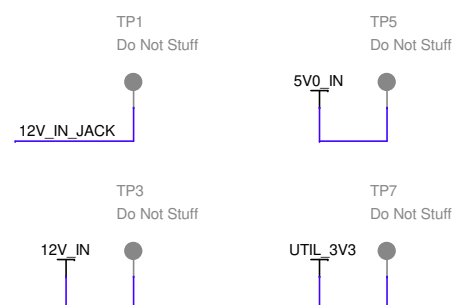 TP1
Do Not Stuff
12V_IN_JACK
TP5
Do Not Stuff
5V0_IN
TP3
Do Not Stuff
12V_IN
TP7
Do Not Stuff
UTIL_3V3